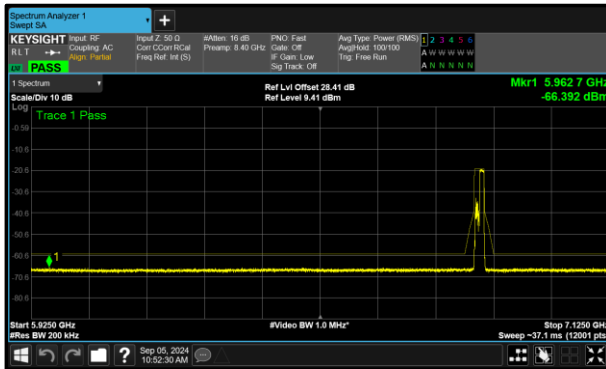 Spectrum Analyzer 1
Swept SA
KEYSIGHT Input: RF Input Z: 50 Ω #Atten: 16 dB PNO: Fast Avg Type: Power (RMS) 1 2 3 4 5 6
RLT Coupling: AC Corr CCorr RCal Preamp: 8.40 GHz Gate: Off Avg|Hold: 100/100 A W W W W W
Align: Partial Freq Ref: Int (S) IF Gain: Low Trig: Free Run
Sig Track: Off A N N N N N
PASS
1 Spectrum Ref Lvl Offset 28.41 dB Mkr1 5.962 7 GHz
Scale/Div 10 dB Ref Level 9.41 dBm -66.392 dBm
Log
Trace 1 Pass
-0.59
-10.6
-20.6
-30.6
-40.6
-50.6
-60.6
1
-70.6
-80.6
Start 5.9250 GHz #Video BW 1.0 MHz* Stop 7.1250 GHz
#Res BW 200 kHz Sweep ~37.1 ms (12001 pts)
Sep 05, 2024
10:52:30 AM